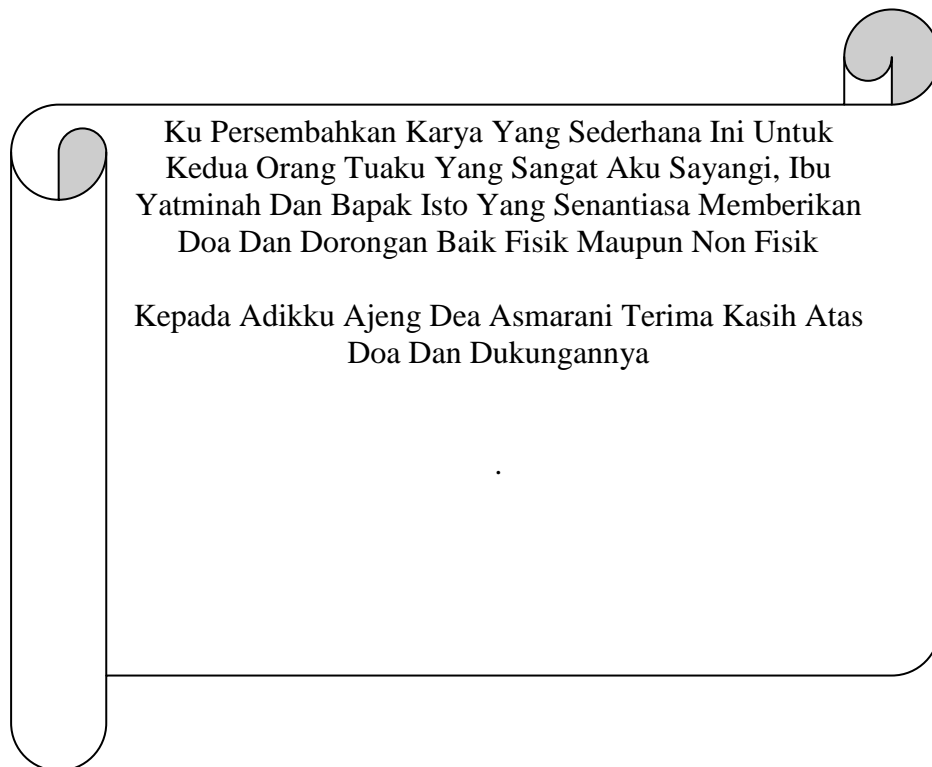 Ku Persembahkan Karya Yang Sederhana Ini Untuk
Kedua Orang Tuaku Yang Sangat Aku Sayangi, Ibu
Yatminah Dan Bapak Isto Yang Senantiasa Memberikan
Doa Dan Dorongan Baik Fisik Maupun Non Fisik
Kepada Adikku Ajeng Dea Asmarani Terima Kasih Atas
Doa Dan Dukungannya
.